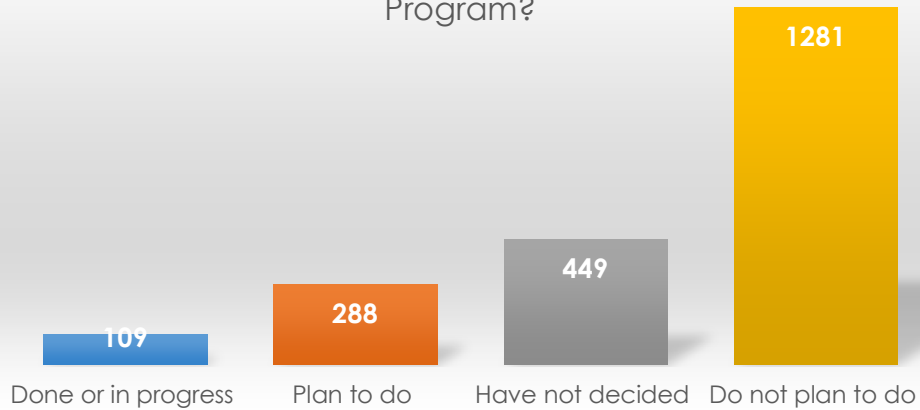 Program?
1281
449
288
109
Done or in progress
Plan to do
Have not decided
Do not plan to do